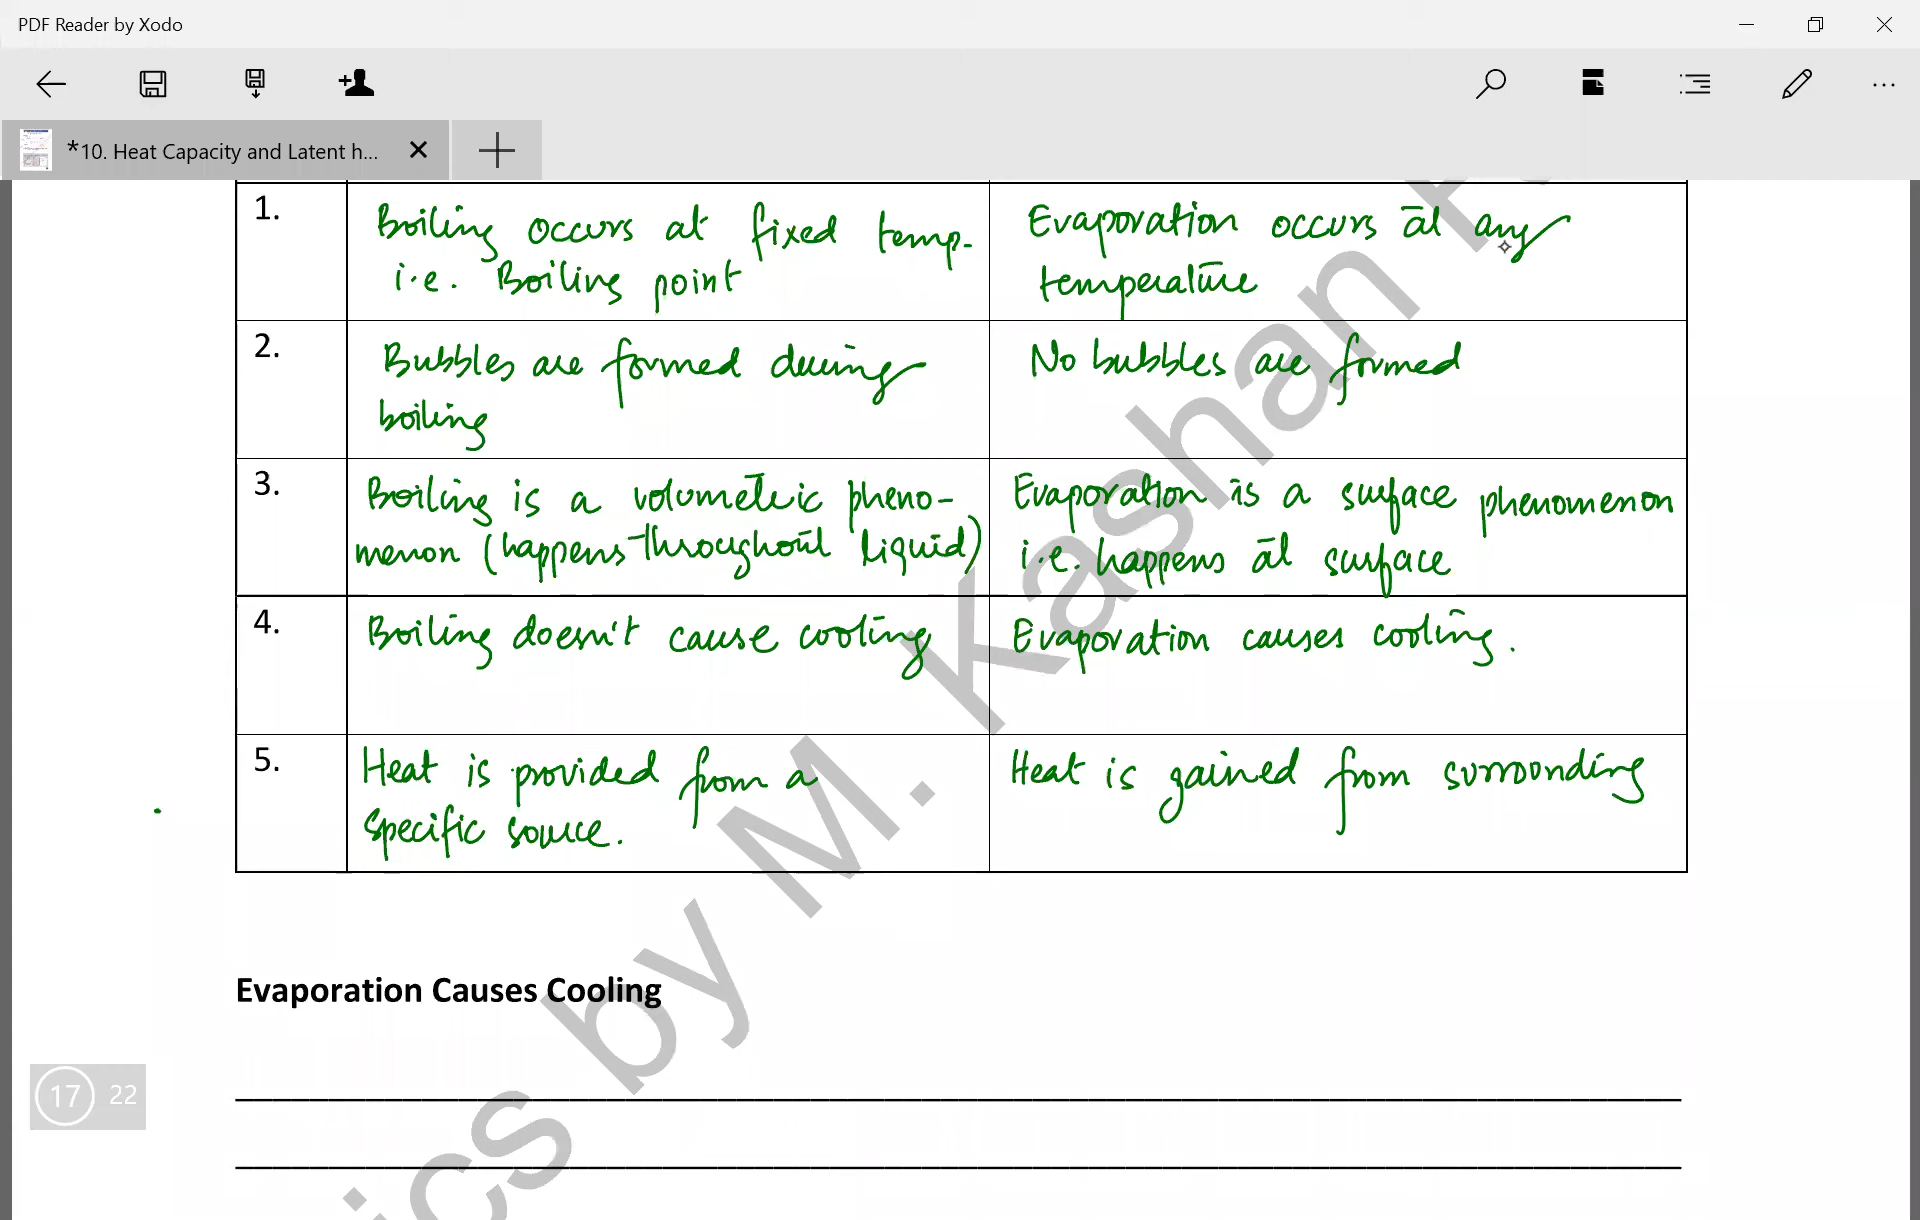 PDF Reader by Xodo
*10. Heat Capacity and Latent h...
1.
Boiling occurs at fixed temp.
i.e. Boiling point
Evaporation occurs at any
temperature
2.
Bubbles are formed during
boiling
No bubbles are formed
3.
Boiling is a volumetric pheno-
menon (happens throughout liquid)
Evaporation is a surface phenomenon
i.e. happens at surface
4.
Boiling doesn't cause cooling
Evaporation causes cooling.
5.
Heat is provided from a
specific source.
Heat is gained from surrounding
Evaporation Causes Cooling
17 22
ics by M. Kashan